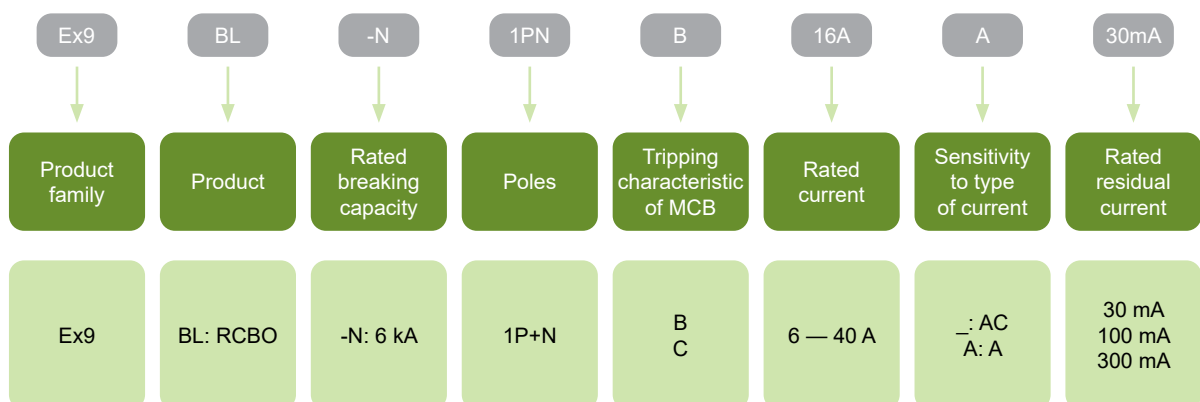 Ex9
BL
-N
1PN
B
16A
A
30mA
Product
family
Product
Rated
breaking
capacity
Poles
Tripping
characteristic
of MCB
Rated
current
Sensitivity
to type
of current
Rated
residual
current
Ex9
BL: RCBO
-N: 6 kA
1P+N
B
C
6 — 40 A
_: AC
A: A
30 mA
100 mA
300 mA